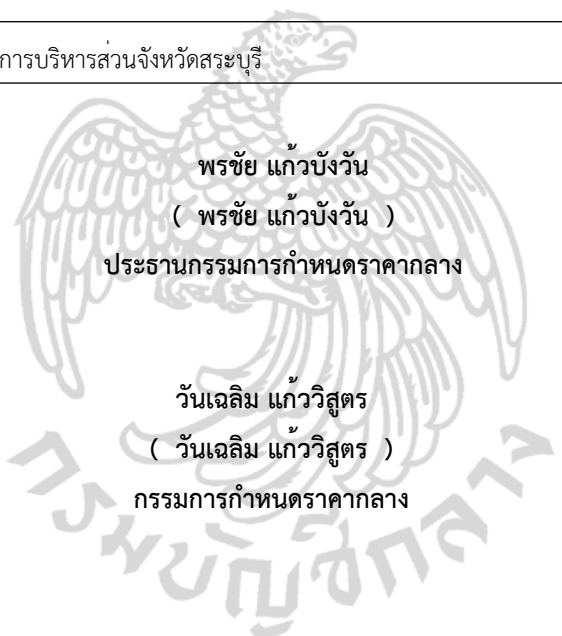 การบริหารส่วนจังหวัดสระบุรี
พรชัย แก้วบังวัน
( พรชัย แก้วบังวัน )
ประธานกรรมการกำหนดราคากลาง
วันเฉลิม แก้ววิสูตร
( วันเฉลิม แก้ววิสูตร )
กรรมการกำหนดราคากลาง
กรมบัญชีกลาง